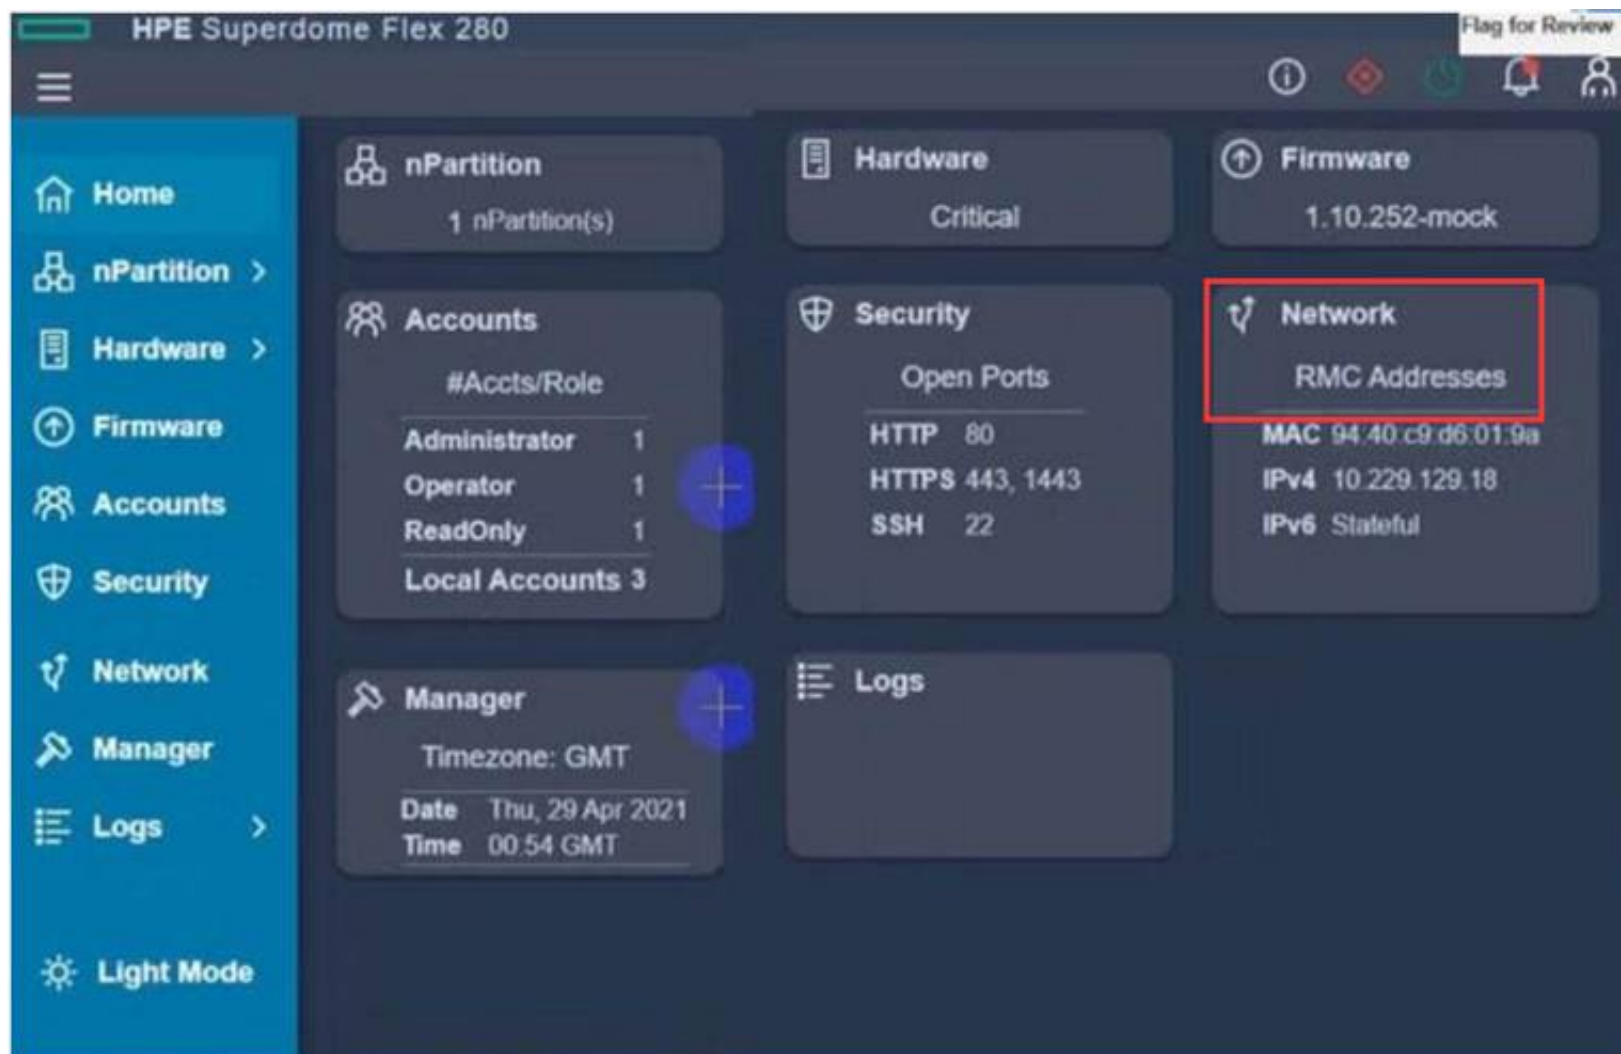 HPE Superdome Flex 280
Flag for Review
Home
nPartition >
Hardware >
Firmware
Accounts
Security
Network
Manager
Logs >
Light Mode
nPartition
1 nPartition(s)
Hardware
Critical
Firmware
1.10.252-mock
Accounts
#Accts/Role
Administrator 1
Operator 1
ReadOnly 1
Local Accounts 3
Security
Open Ports
HTTP 80
HTTPS 443, 1443
SSH 22
Network
RMC Addresses
MAC 94:40:c9:d6:01:9a
IPv4 10.229.129.18
IPv6 Stateful
Manager
Timezone: GMT
Date Thu, 29 Apr 2021
Time 00:54 GMT
Logs